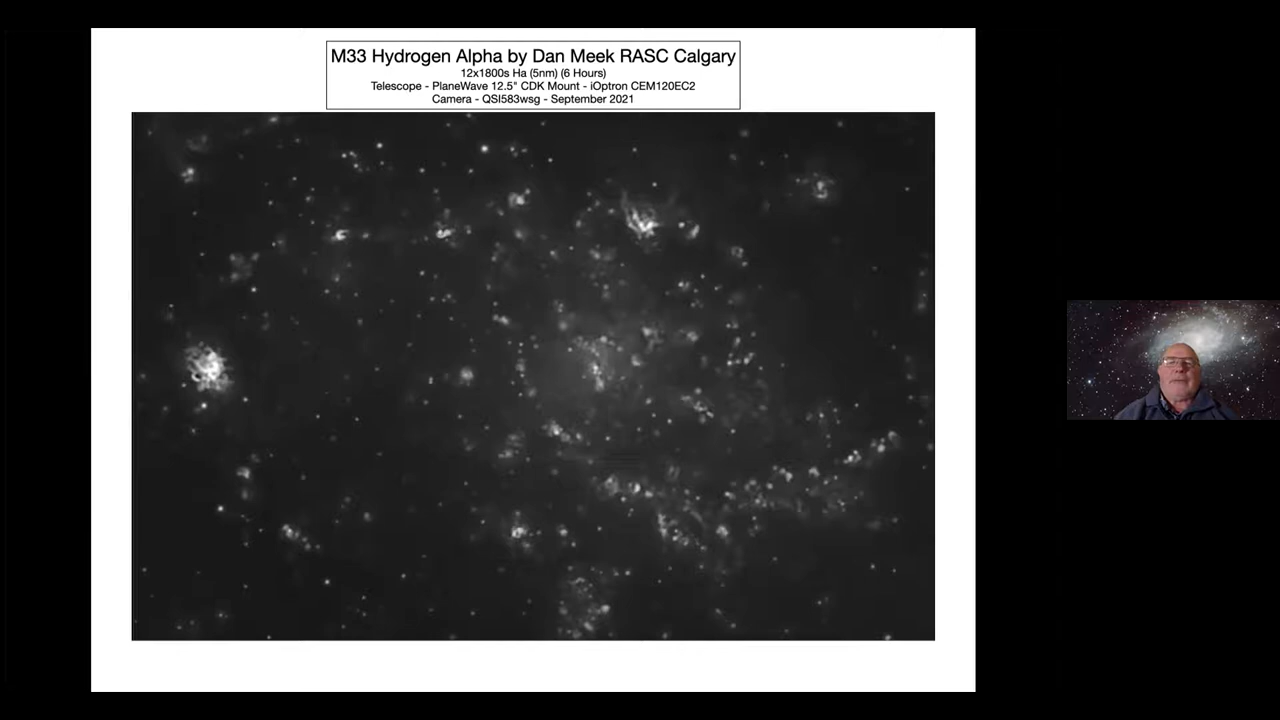 M33 Hydrogen Alpha by Dan Meek RASC Calgary
12x1800s Ha (5nm) (6 Hours)
Telescope - PlaneWave 12.5" CDK Mount - iOptron CEM120EC2
Camera - QSI583wsg - September 2021